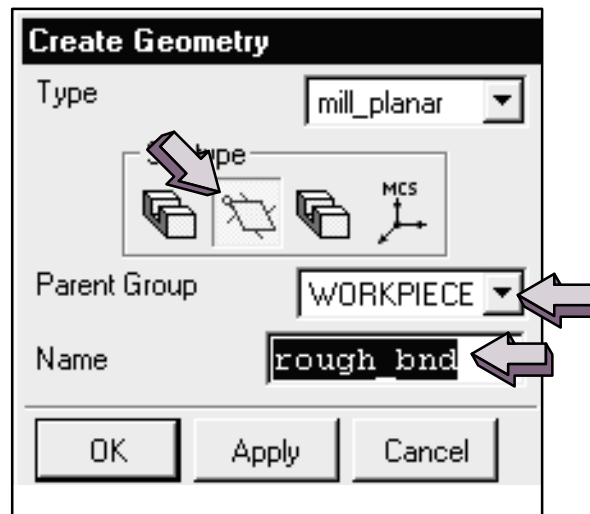 Create Geometry
Type
mill_planar
MCS
Parent Group
WORKPIECE
Name
rough_bnd
OK
Apply
Cancel